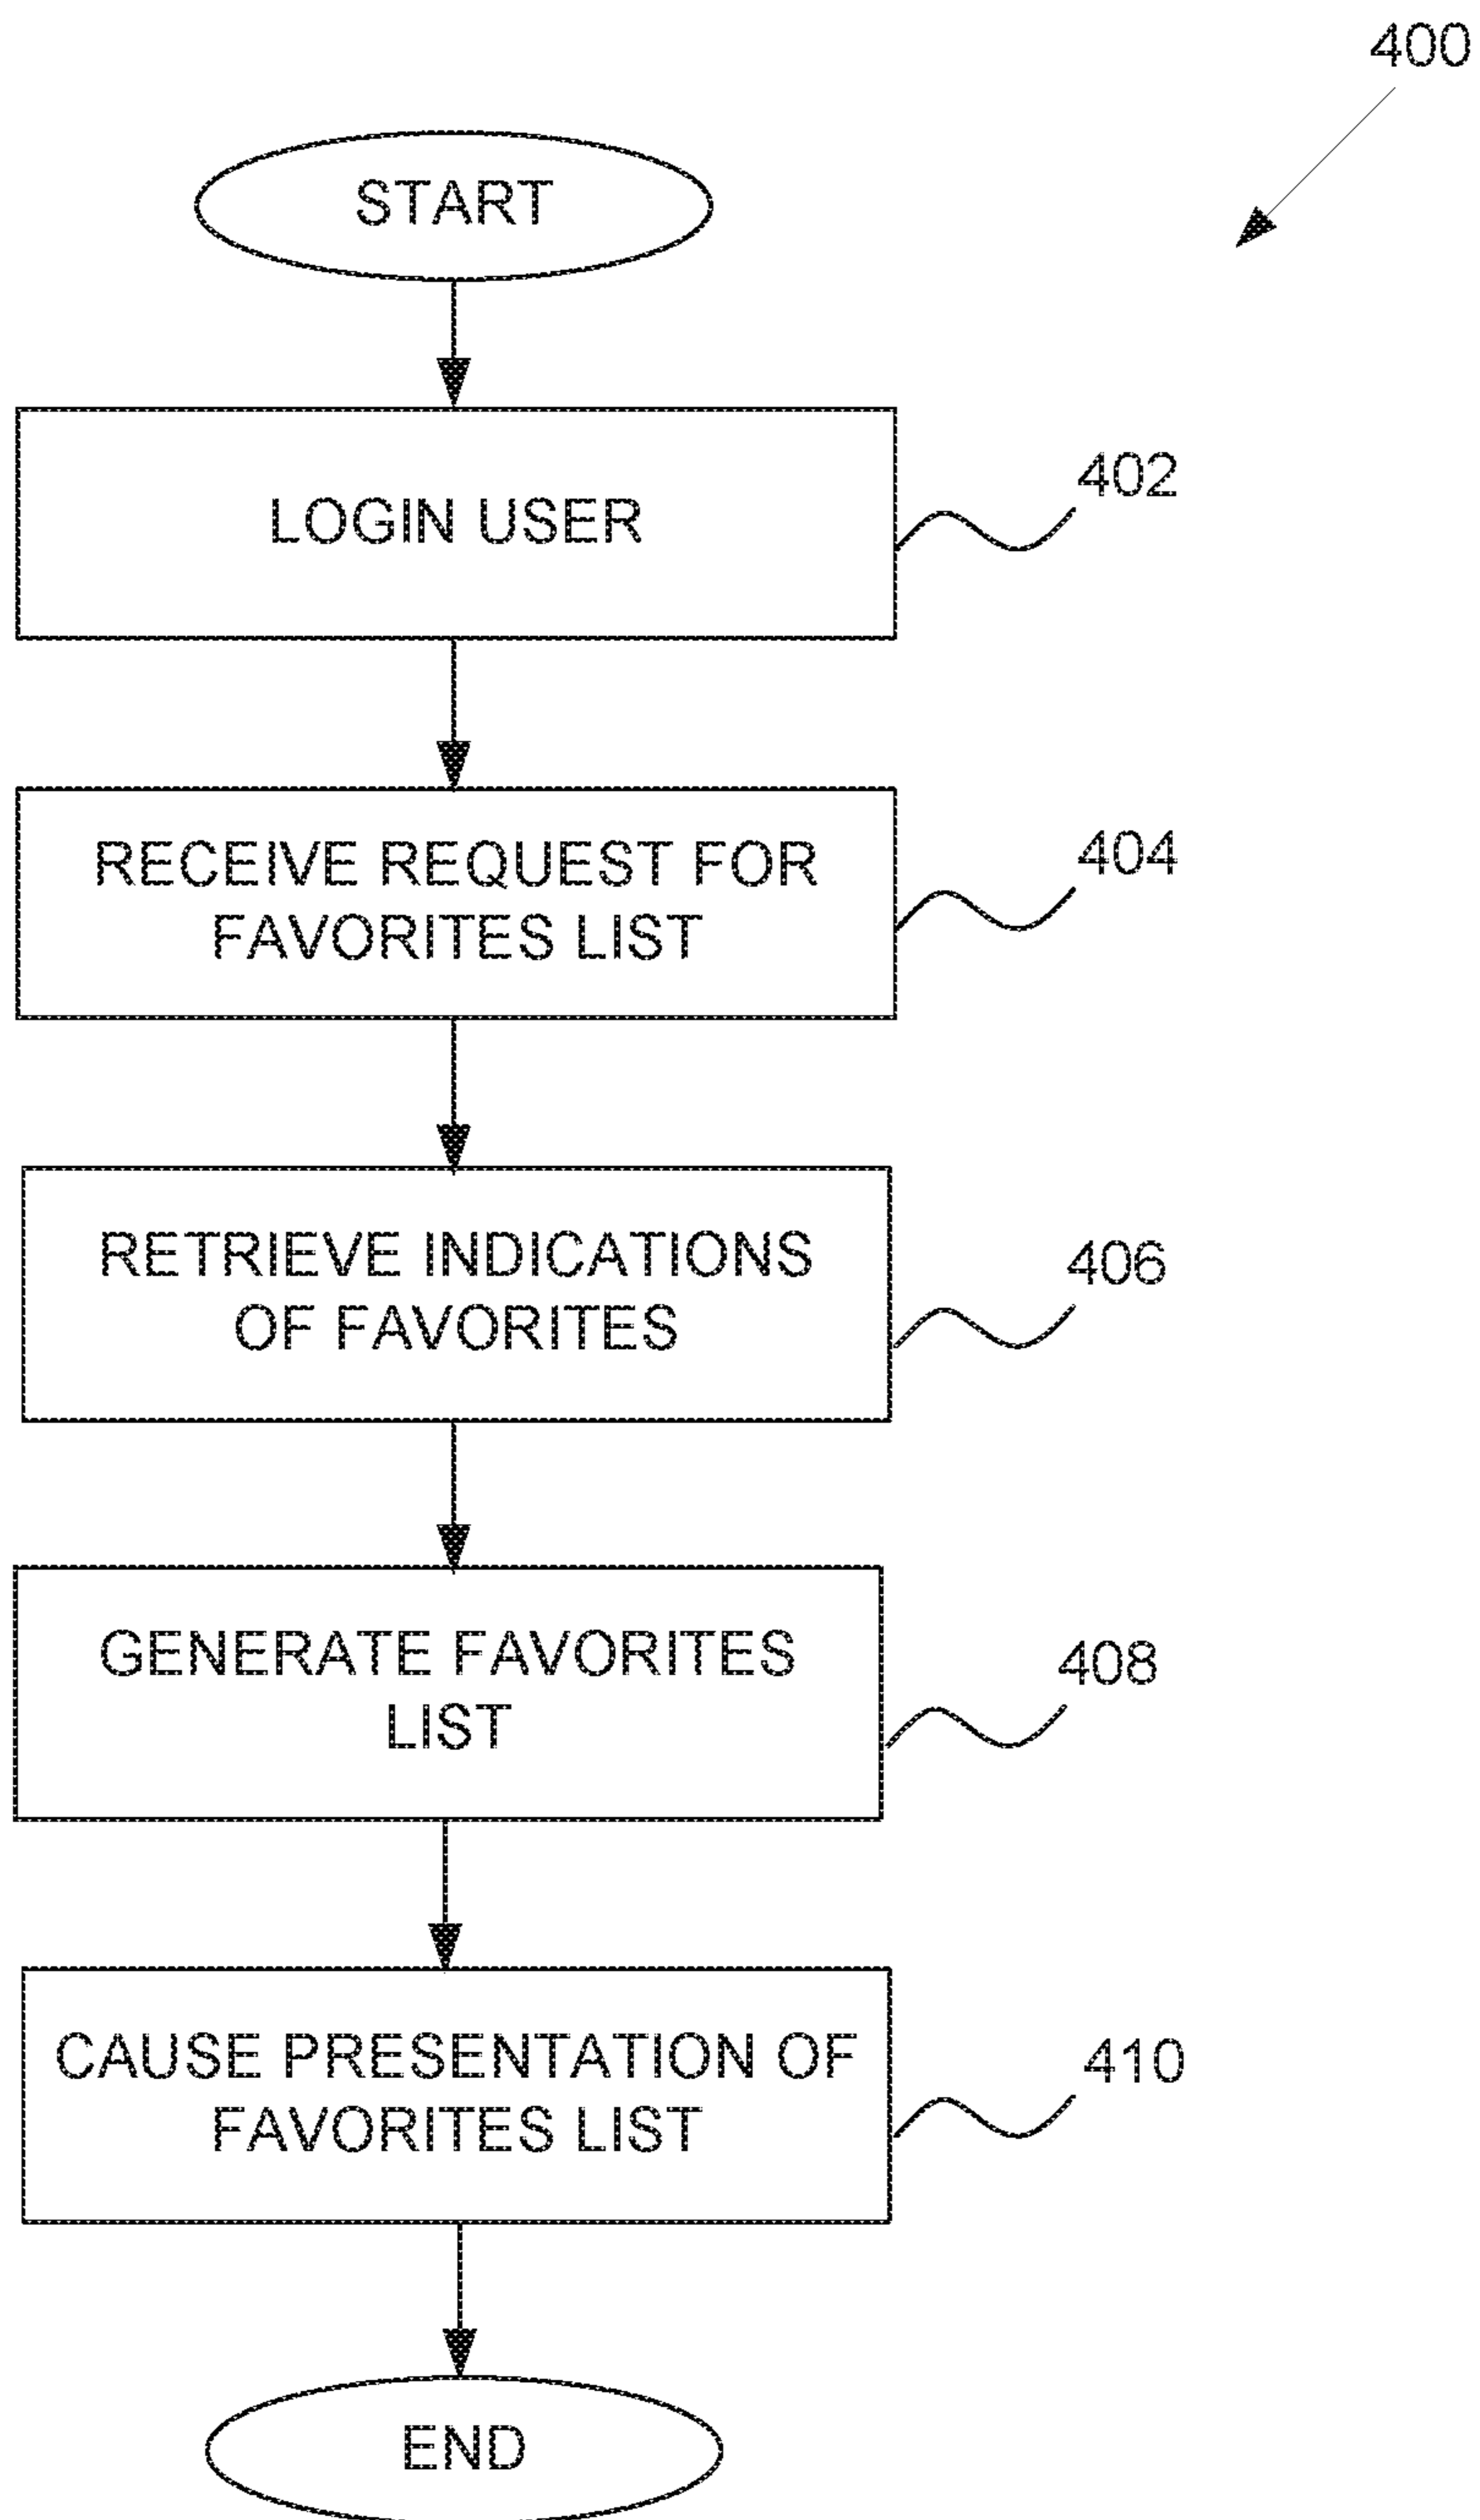 400
START
LOGIN USER
402
RECEIVE REQUEST FOR
FAVORITES LIST
404
RETRIEVE INDICATIONS
OF FAVORITES
406
GENERATE FAVORITES
LIST
408
CAUSE PRESENTATION OF
FAVORITES LIST
410
END